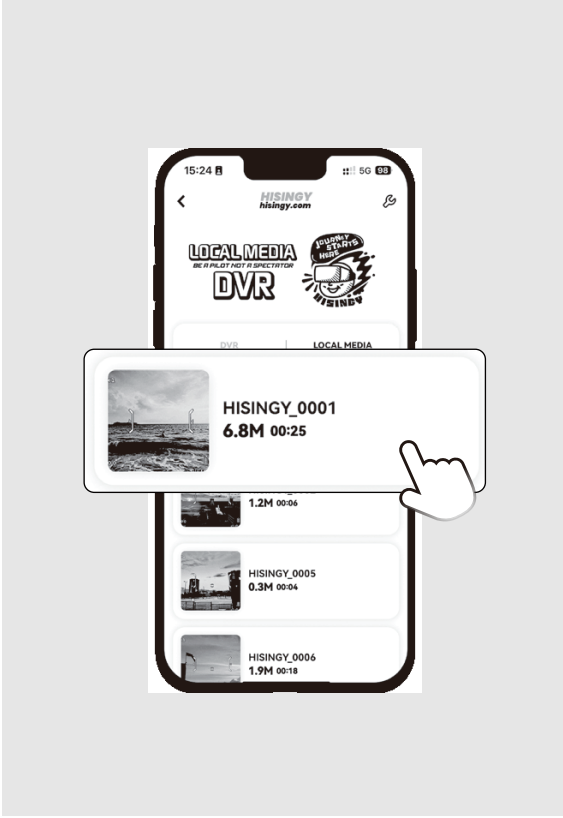 15:24 5G 98
HISINGY
hisingy.com
LOCAL MEDIA
BE A PILOT NOT A SPECTATOR
DVR
JOURNEY
STARTS
HERE
HISINGY
DVR | LOCAL MEDIA
HISINGY_0001
6.8M 00:25
1.2M 00:06
HISINGY_0005
0.3M 00:04
HISINGY_0006
1.9M 00:18